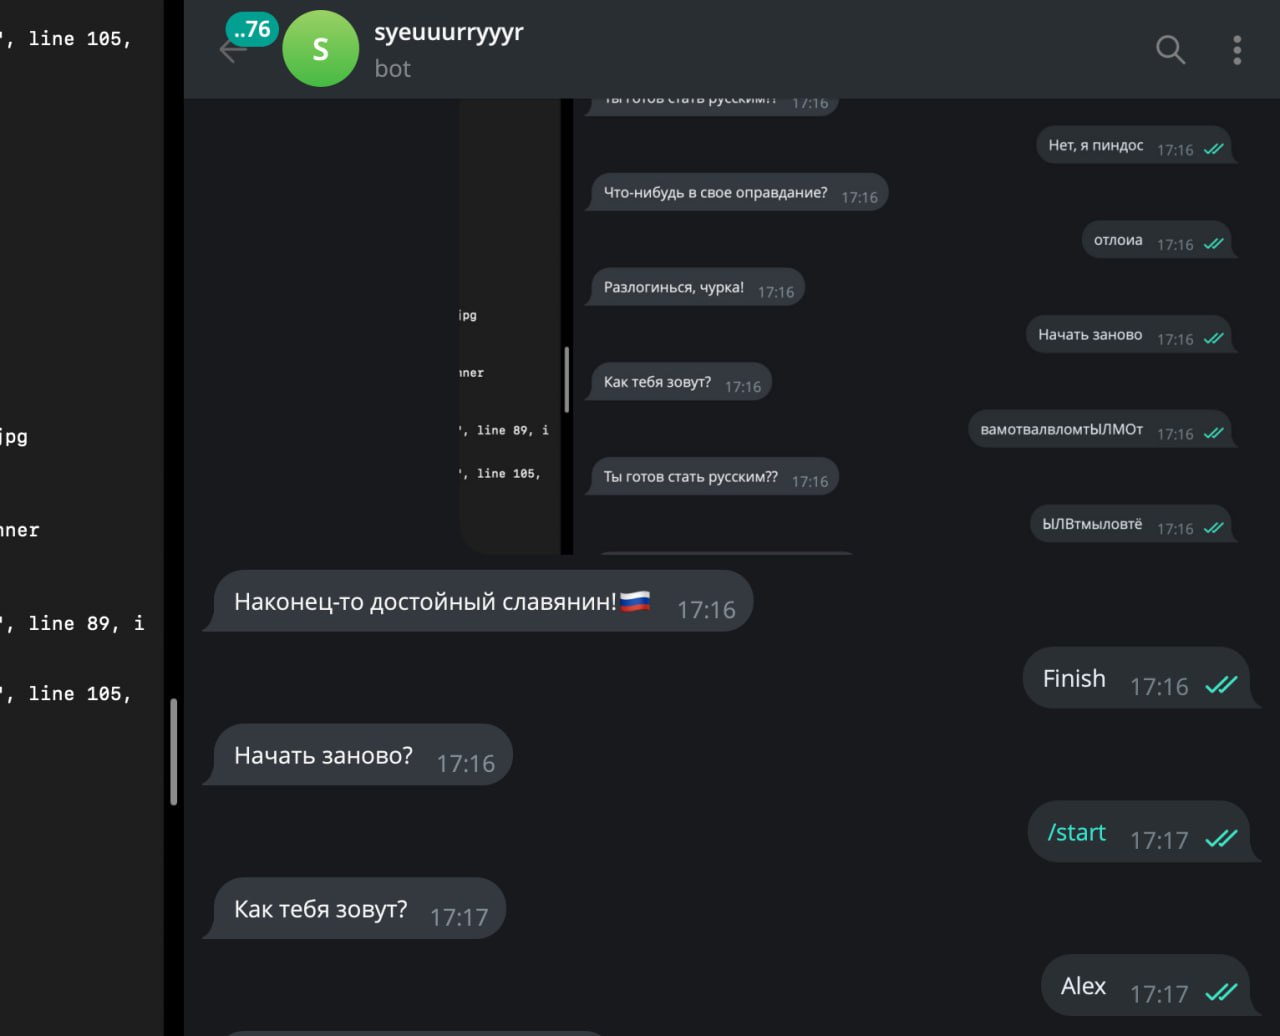 ', line 105,
jpg
nner
', line 89, i
', line 105,
..76
S
syeuuurryyyr
bot
Ты готов стать русским?? 17:16
Нет, я пиндос 17:16
Что-нибудь в свое оправдание? 17:16
отлоиа 17:16
Разлогинься, чурка! 17:16
jpg
Начать заново 17:16
nner
Как тебя зовут? 17:16
', line 89, i
вамотвалвломтЫЛМОт 17:16
', line 105,
Ты готов стать русским?? 17:16
ЫЛВтмыловтё 17:16
Наконец-то достойный славянин! 17:16
Finish 17:16
Начать заново? 17:16
/start 17:17
Как тебя зовут? 17:17
Alex 17:17